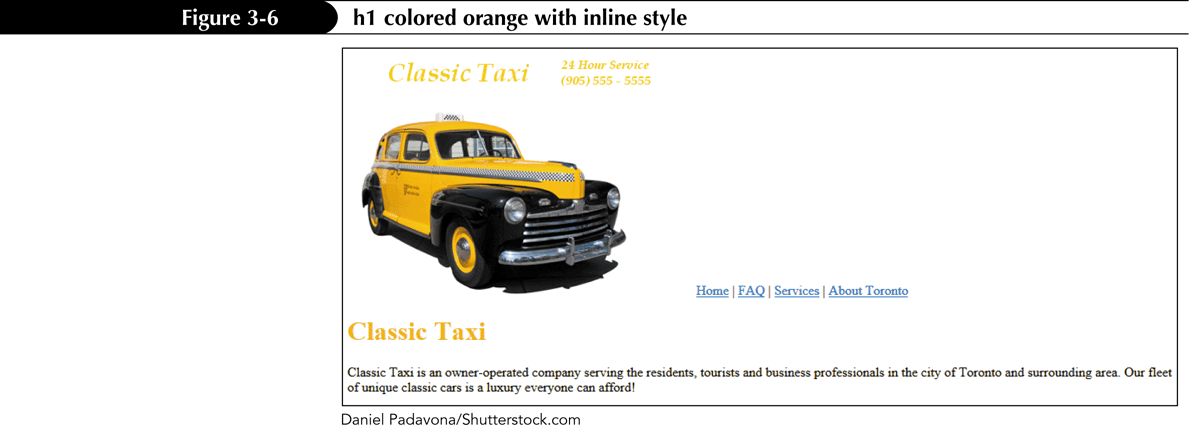 Figure 3-6 h1 colored orange with inline style
Classic Taxi
24 Hour Service
(905) 555 – 5555
Home | FAQ | Services | About Toronto
Classic Taxi
Classic Taxi is an owner-operated company serving the residents, tourists and business professionals in the city of Toronto and surrounding area. Our fleet
of unique classic cars is a luxury everyone can afford!
Daniel Padavona/Shutterstock.com